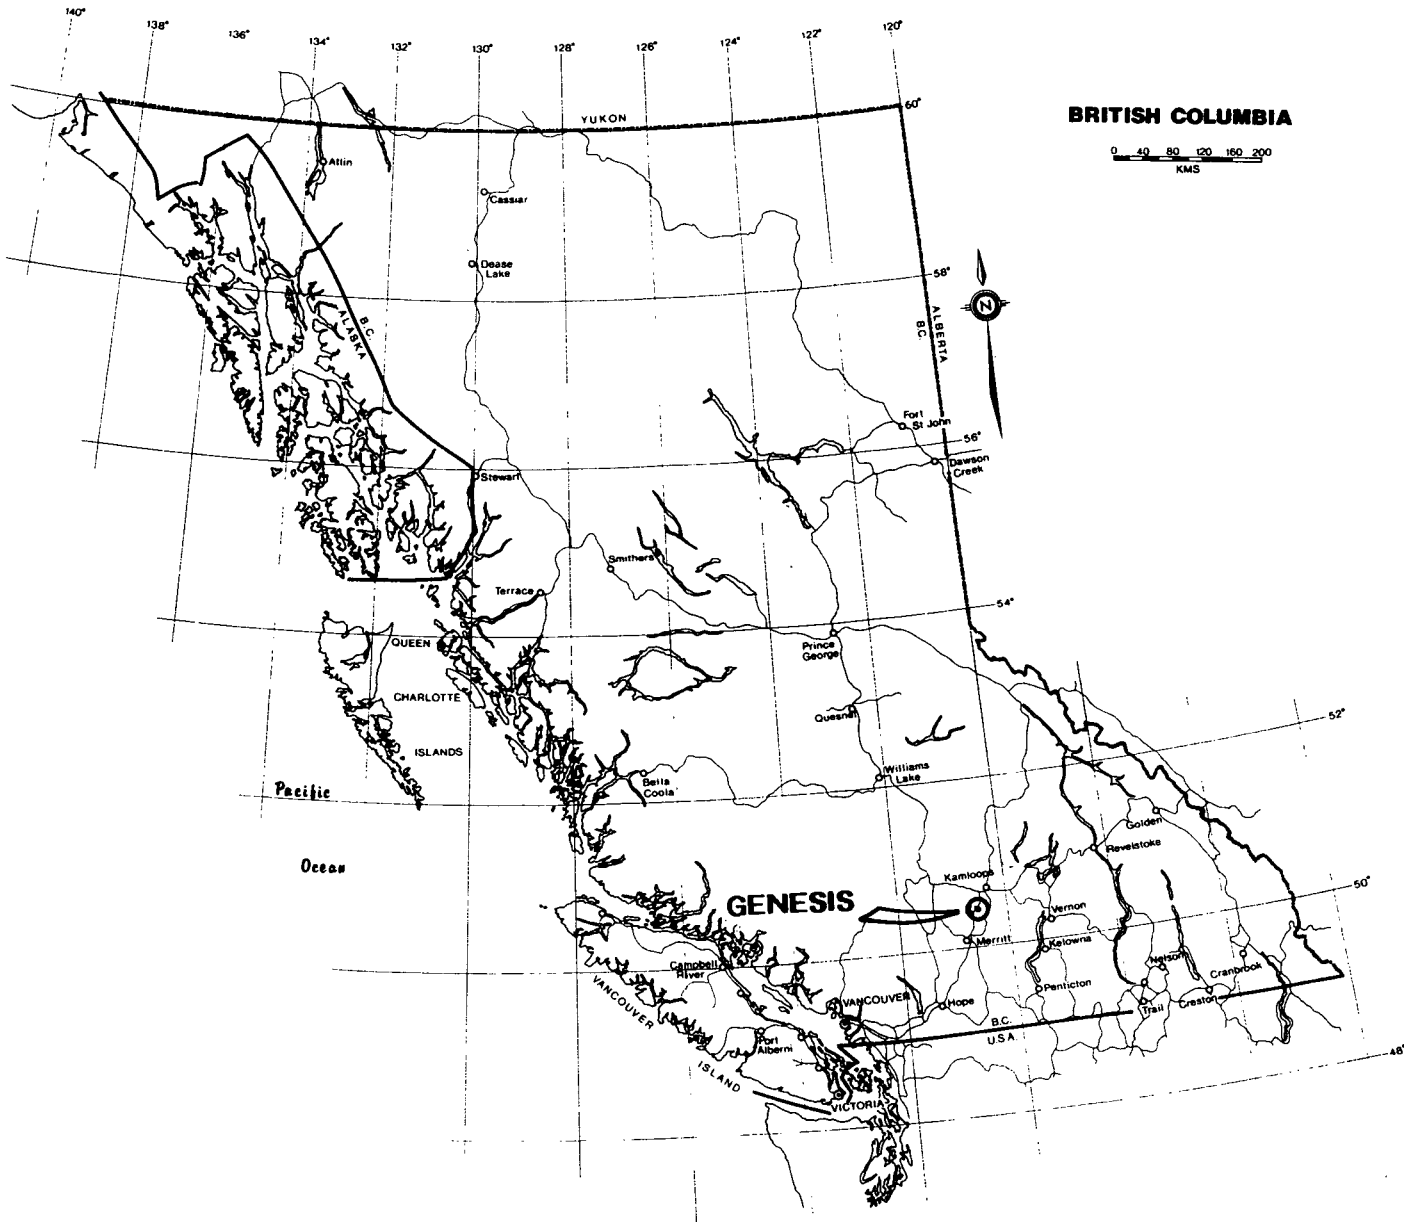 140°
138°
136°
134°
132°
130°
128°
126°
124°
122°
120°
60°
YUKON
BRITISH COLUMBIA
0 40 80 120 160 200
KMS
Atlin
Cassiar
Dease
Lake
58°
N
B.C.
ALASKA
ALBERTA
B.C.
Fort
St John
56°
Dawson
Creek
Stewart
Smithers
Terrace
54°
Prince
George
QUEEN
CHARLOTTE
ISLANDS
Quesnel
52°
Williams
Lake
Bella
Coola
Pacific
Ocean
Golden
Revelstoke
Kamloops
50°
GENESIS
Vernon
Merritt
Kelowna
Campbell
River
Nelson
Cranbrook
VANCOUVER
Penticton
Creston
VANCOUVER
Hope
Trail
B.C.
U.S.A.
Port
Alberni
48°
ISLAND
VICTORIA